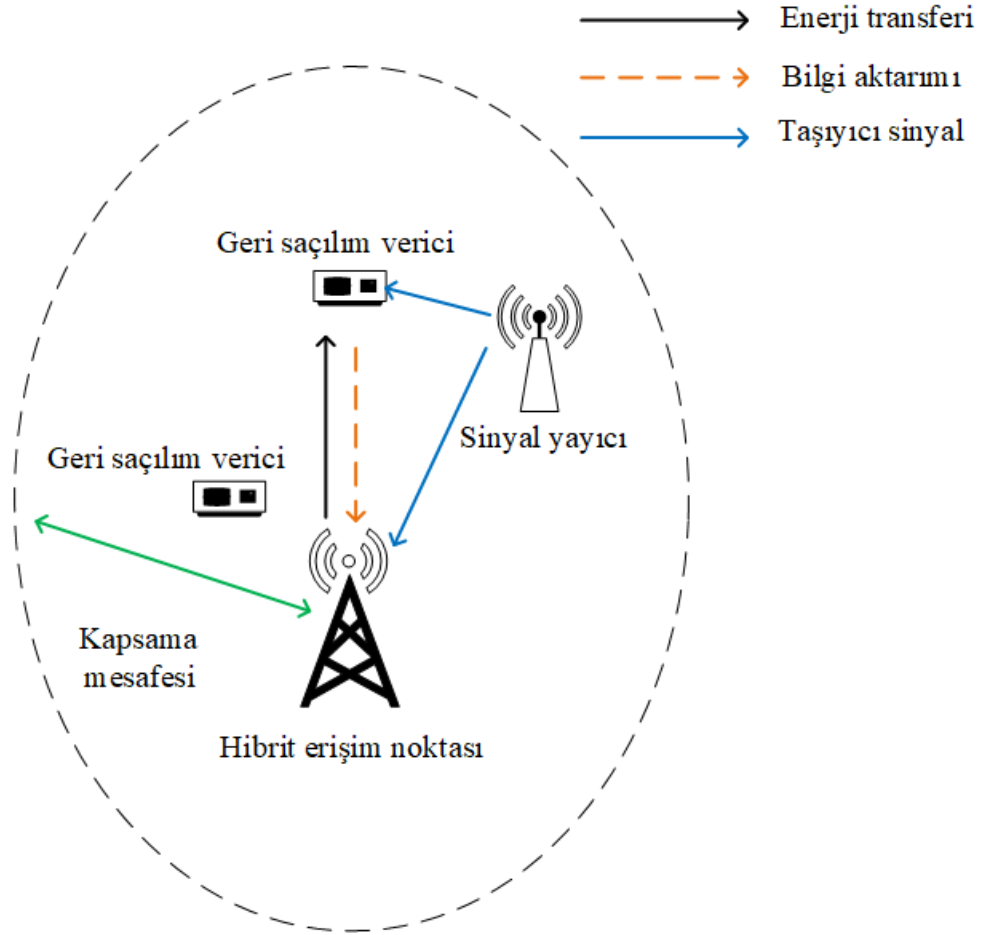 Enerji transferi
Bilgi aktarımı
Taşıyıcı sinyal
Geri saçılım verici
Sinyal yayıcı
Geri saçılım verici
Kapsama
mesafesi
Hibrit erişim noktası